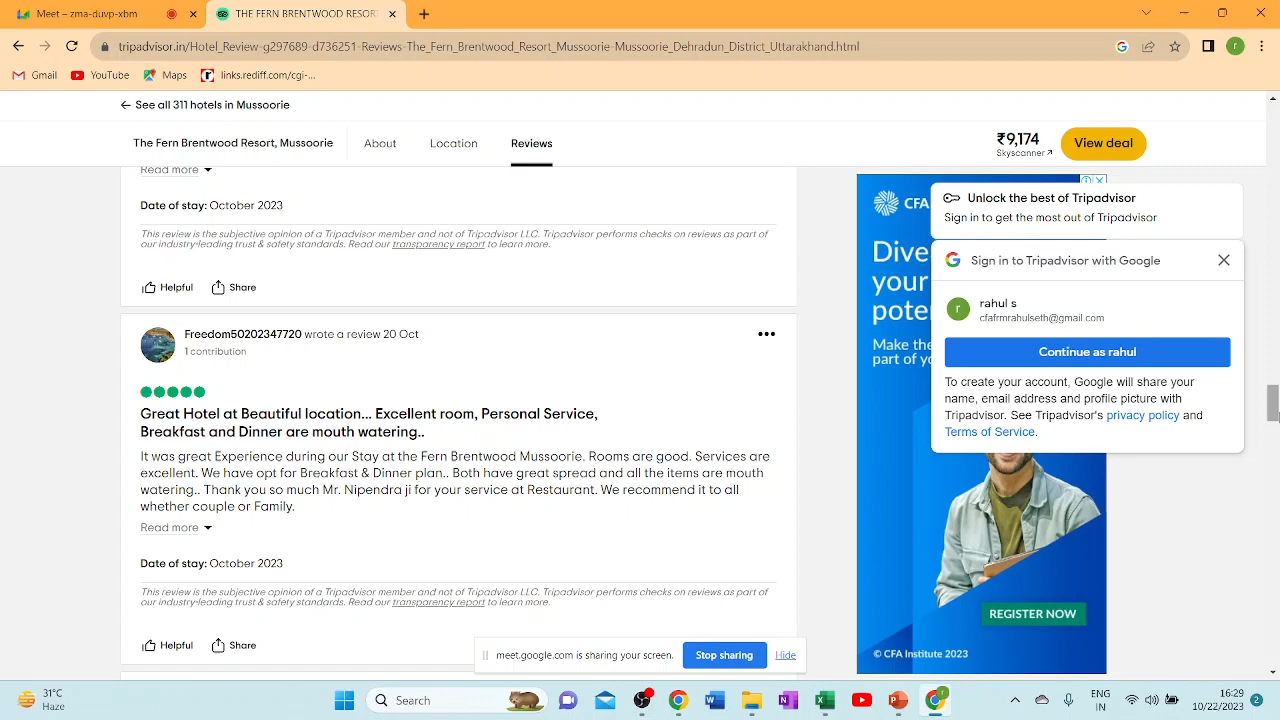 Meet – zma-duvp-xbm
THE FERN BRENTWOOD RESORT
tripadvisor.in/Hotel_Review-g297689-d736251-Reviews-The_Fern_Brentwood_Resort_Mussoorie-Mussoorie_Dehradun_District_Uttarakhand.html
Gmail YouTube Maps linksrediff.com/cgi-...
See all 311 hotels in Mussoorie
The Fern Brentwood Resort, Mussoorie About Location Reviews
₹9,174
Skyscanner
View deal
Read more
Date of stay: October 2023
This review is the subjective opinion of a Tripadvisor member and not of Tripadvisor LLC. Tripadvisor performs checks on reviews as part of
our industry-leading trust & safety standards. Read our transparency report to learn more.
Helpful Share
Freedom50202347720 wrote a review 20 Oct
1 contribution
Great Hotel at Beautiful location... Excellent room, Personal Service,
Breakfast and Dinner are mouth watering..
It was great Experience during our Stay at the Fern Brentwood Mussoorie. Rooms are good. Services are
excellent. We have opt for Breakfast & Dinner plan.. Both have great spread and all the items are mouth
watering.. Thank you so much Mr. Nipendra ji for your service at Restaurant. We recommend it to all
whether couple or Family.
Read more
Date of stay: October 2023
This review is the subjective opinion of a Tripadvisor member and not of Tripadvisor LLC. Tripadvisor performs checks on reviews as part of
our industry-leading trust & safety standards. Read our transparency report to learn more.
Helpful Share
CFA
Dive
your
pote
Make the
part of yo
REGISTER NOW
© CFA Institute 2023
Unlock the best of Tripadvisor
Sign in to get the most out of Tripadvisor
Sign in to Tripadvisor with Google
r
rahul s
cfafrmrahulseth@gmail.com
Continue as rahul
To create your account, Google will share your
name, email address and profile picture with
Tripadvisor. See Tripadvisor's privacy policy and
Terms of Service.
meet.google.com is sharing your screen. Stop sharing Hide
31°C
Haze
Search
ENG
IN
16:29
10/22/2023
2